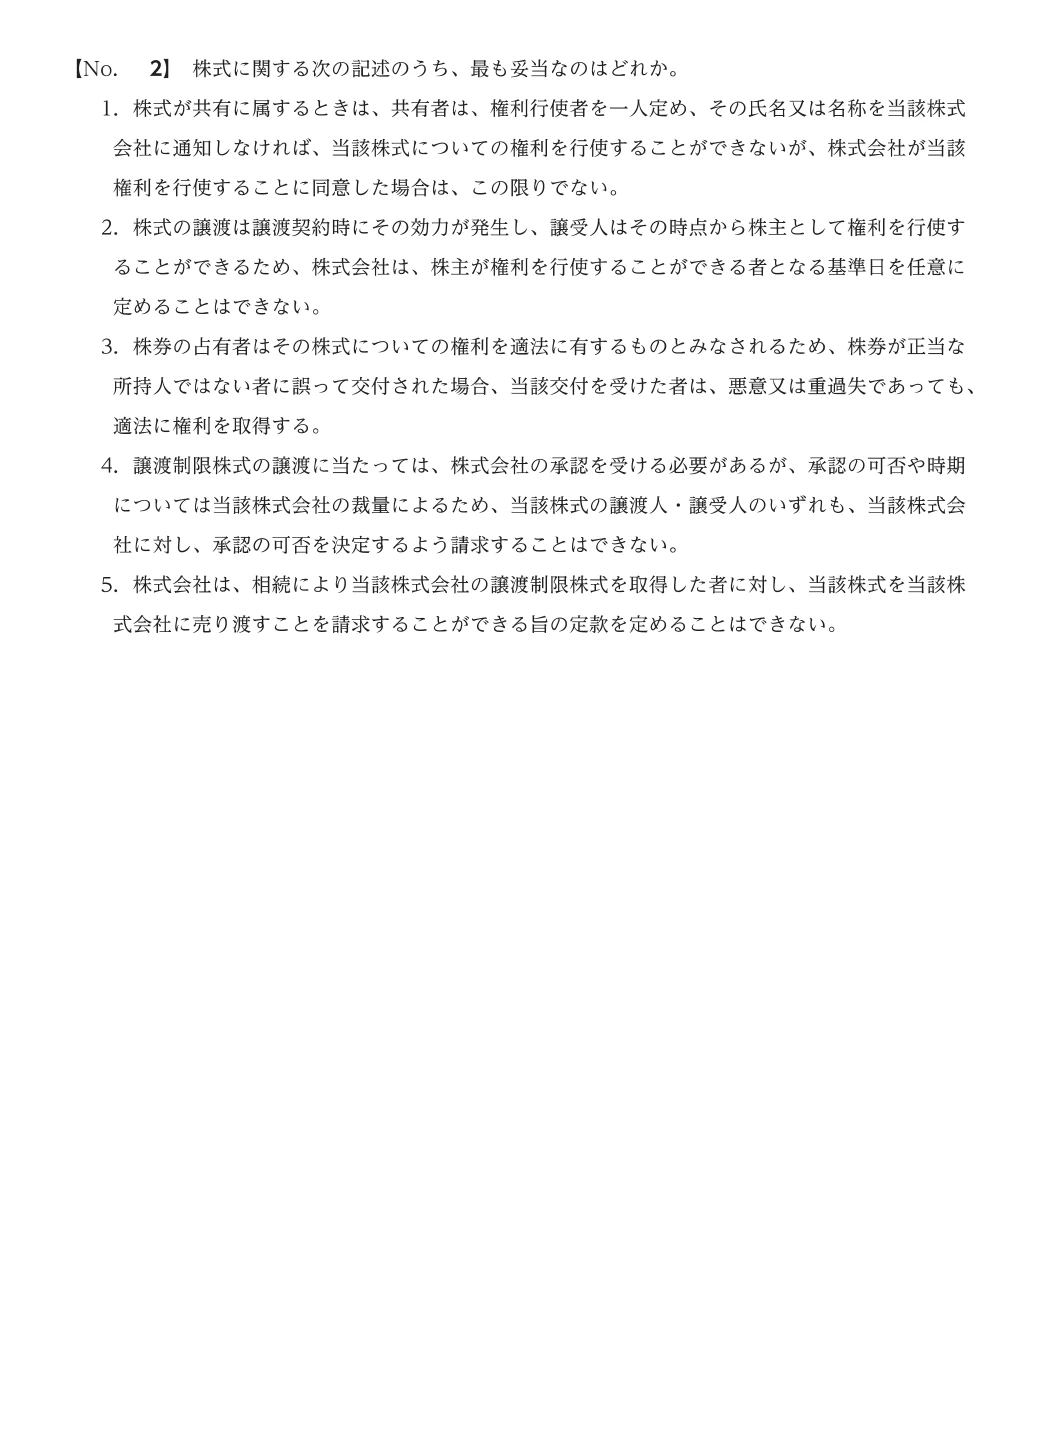 【No.　2】　株式に関する次の記述のうち、最も妥当なのはどれか。
1. 株式が共有に属するときは、共有者は、権利行使者を一人定め、その氏名又は名称を当該株式
会社に通知しなければ、当該株式についての権利を行使することができないが、株式会社が当該
権利を行使することに同意した場合は、この限りでない。
2. 株式の譲渡は譲渡契約時にその効力が発生し、譲受人はその時点から株主として権利を行使す
ることができるため、株式会社は、株主が権利を行使することができる者となる基準日を任意に
定めることはできない。
3. 株券の占有者はその株式についての権利を適法に有するものとみなされるため、株券が正当な
所持人ではない者に誤って交付された場合、当該交付を受けた者は、悪意又は重過失であっても、
適法に権利を取得する。
4. 譲渡制限株式の譲渡に当たっては、株式会社の承認を受ける必要があるが、承認の可否や時期
については当該株式会社の裁量によるため、当該株式の譲渡人・譲受人のいずれも、当該株式会
社に対し、承認の可否を決定するよう請求することはできない。
5. 株式会社は、相続により当該株式会社の譲渡制限株式を取得した者に対し、当該株式を当該株
式会社に売り渡すことを請求することができる旨の定款を定めることはできない。